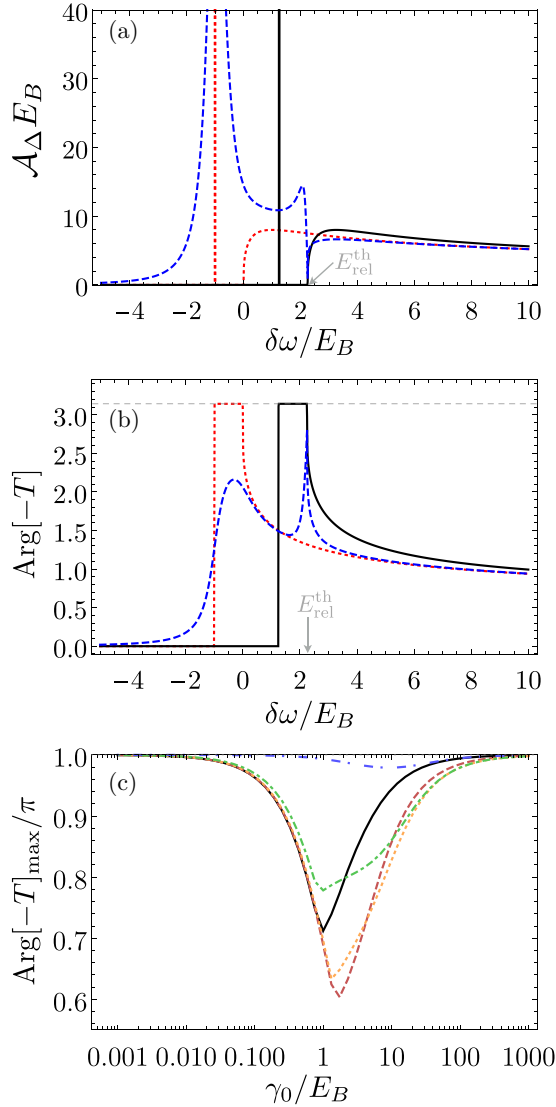 (a)
40
30
20
10
0
𝒜_Δ E_B
E_rel^th
−4 −2 0 2 4 6 8 10
δω/E_B
(b)
3.0
2.5
2.0
1.5
1.0
0.5
0.0
Arg[−T]
E_rel^th
−4 −2 0 2 4 6 8 10
δω/E_B
(c)
1.0
0.9
0.8
0.7
0.6
Arg[−T]_max/π
0.001 0.010 0.100 1 10 100 1000
γ_0/E_B